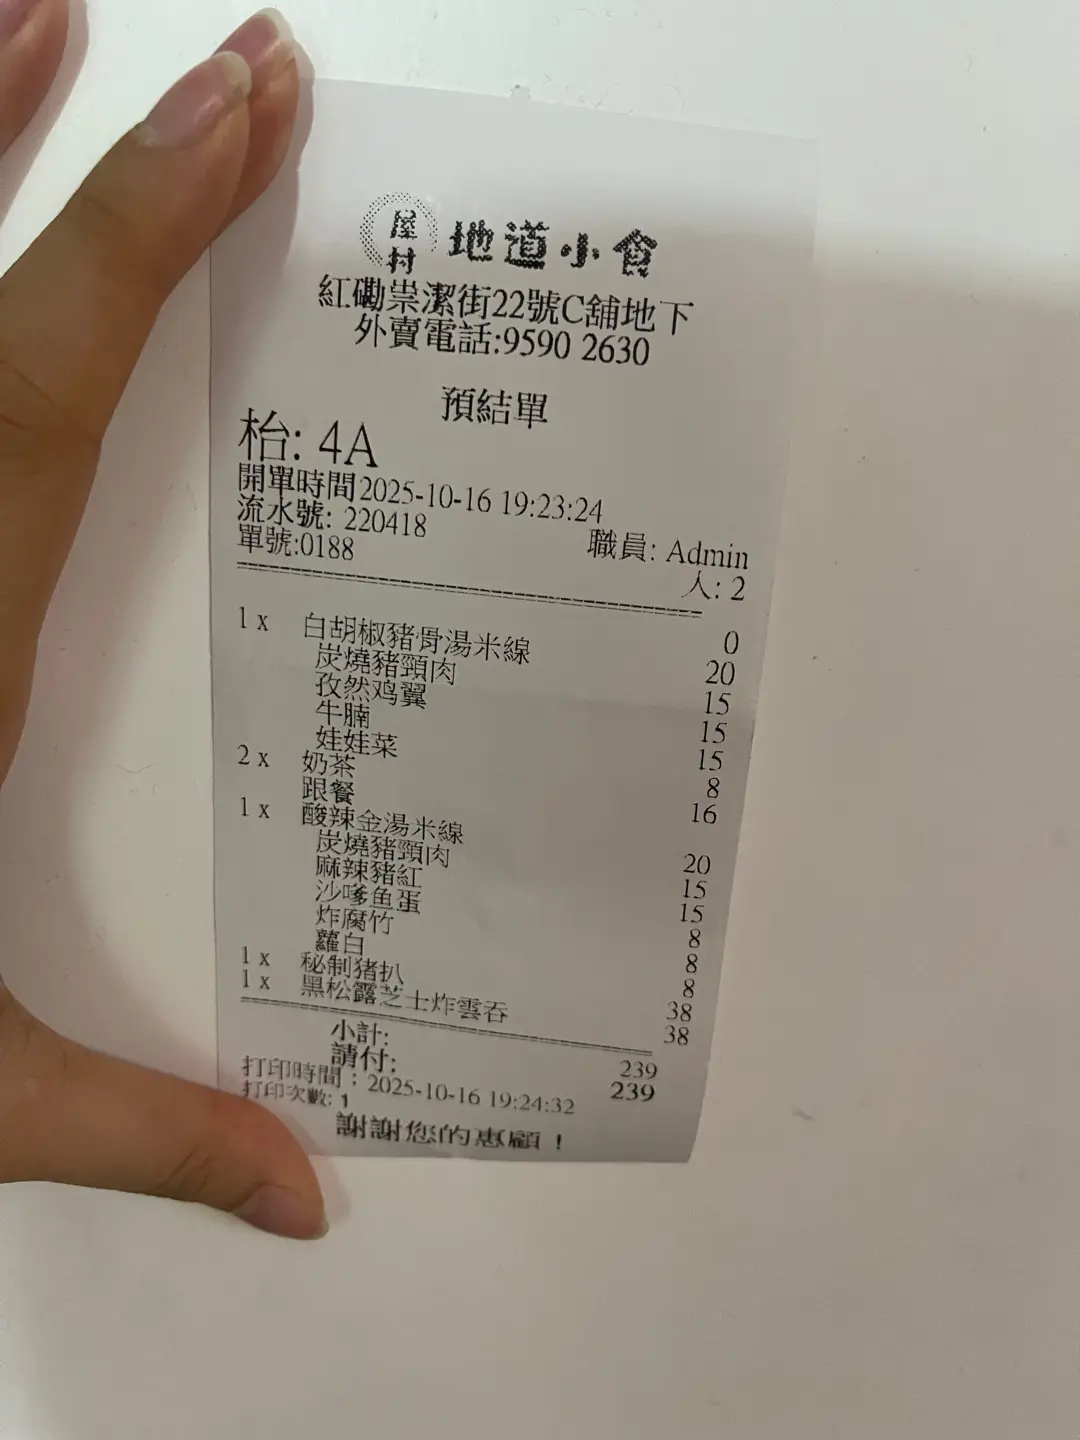 屋村 地道小食
紅磡祟潔街22號C舖地下
外賣電話:9590 2630
預結單
枱: 4A
開單時間2025-10-16 19:23:24
流水號: 220418 職員: Admin
單號:0188 人: 2
1 x 白胡椒豬骨湯米線 0
炭燒豬頸肉 20
孜然鸡翼 15
牛腩 15
娃娃菜 15
2 x 奶茶 8
跟餐 16
1 x 酸辣金湯米線
炭燒豬頸肉 20
麻辣豬紅 15
沙嗲鱼蛋 15
炸腐竹 8
蘿白 8
1 x 秘制猪扒 8
1 x 黑松露芝士炸雲吞 38
38
小計: 239
請付: 239
打印時間：2025-10-16 19:24:32
打印次數: 1
謝謝您的惠顧！